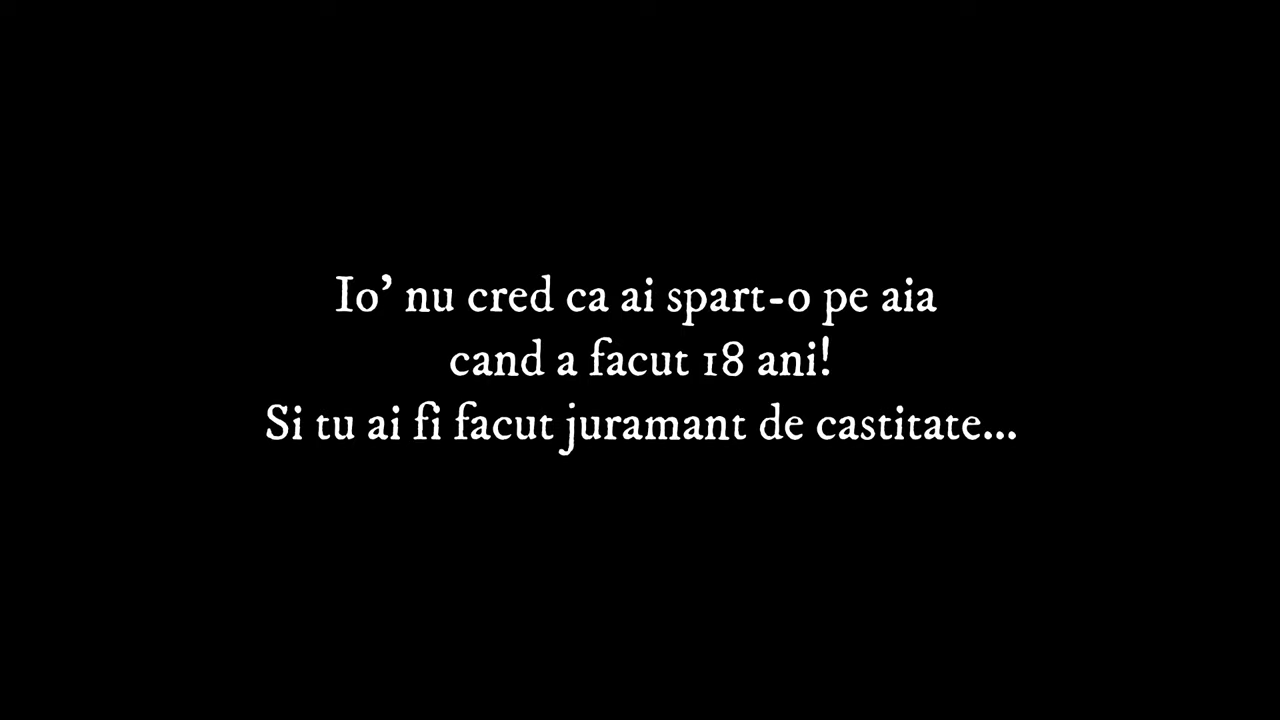 Io’ nu cred ca ai spart-o pe aia
cand a facut 18 ani!
Si tu ai fi facut juramant de castitate...